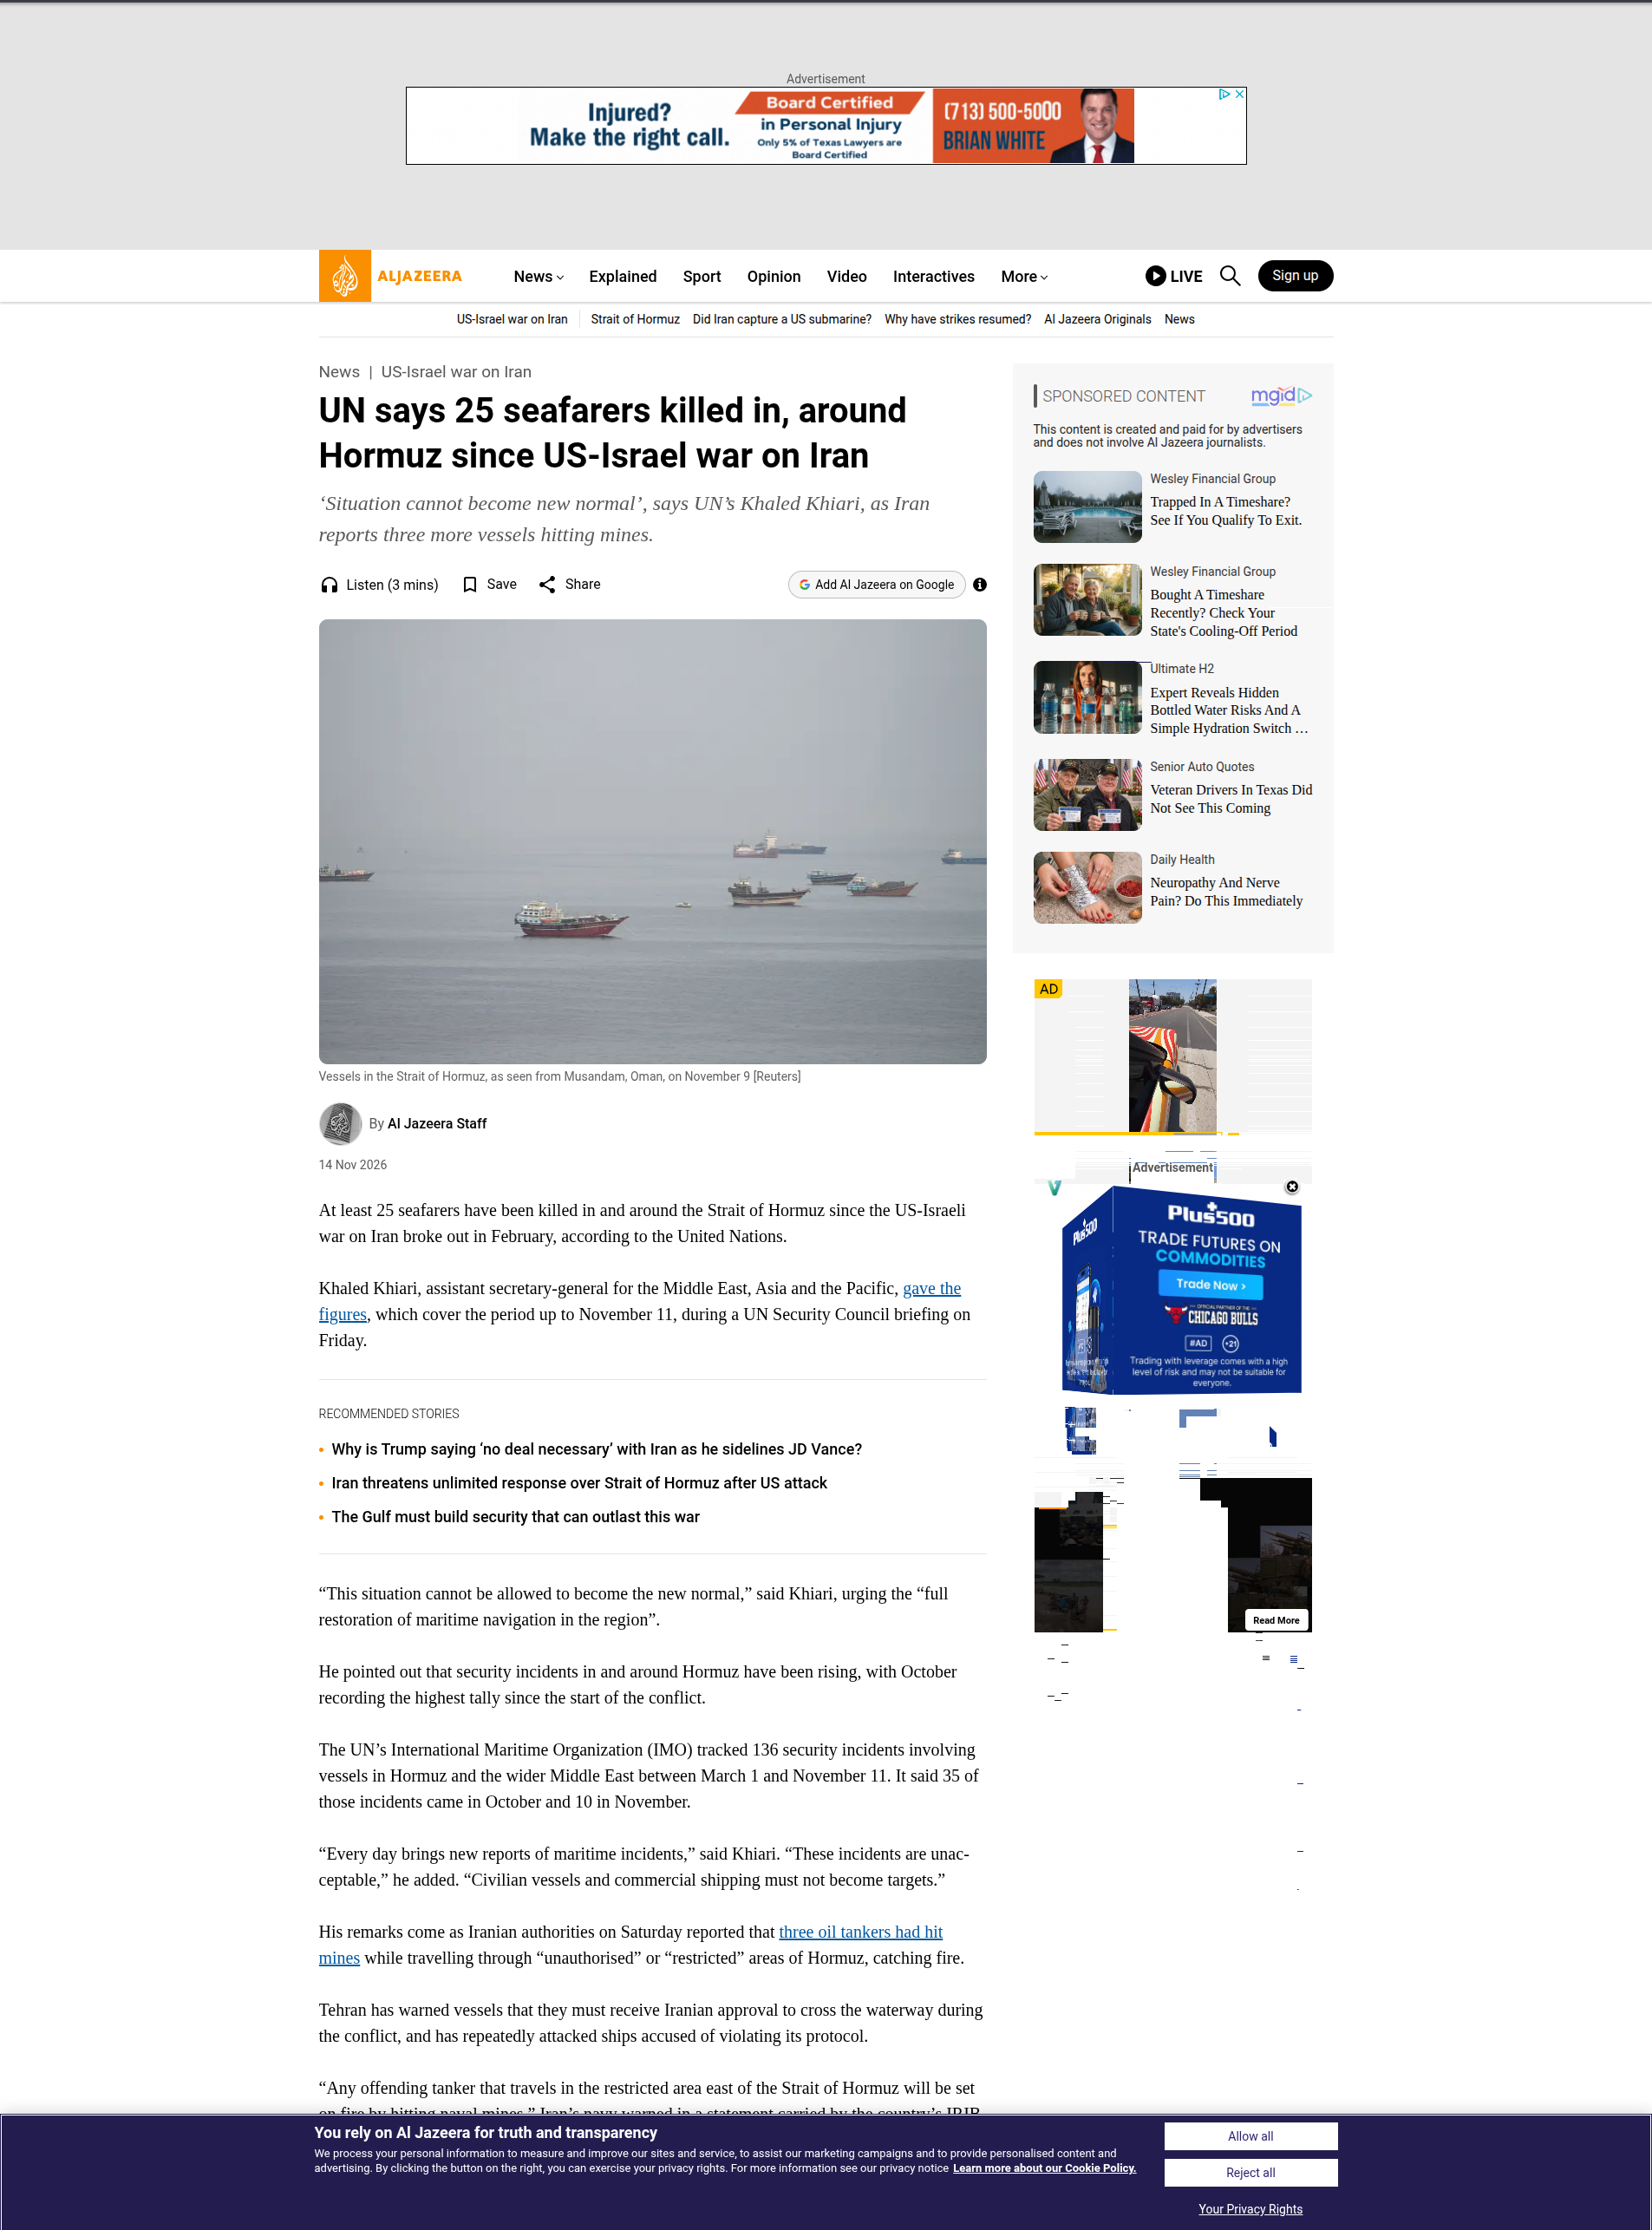 Advertisement
Injured?
Make the right call.
Board Certified
in Personal Injury
Only 5% of Texas Lawyers are
Board Certified
(713) 500-5000
BRIAN WHITE
ALJAZEERA
News
Explained
Sport
Opinion
Video
Interactives
More
LIVE
Sign up
US-Israel war on Iran
Strait of Hormuz
Did Iran capture a US submarine?
Why have strikes resumed?
Al Jazeera Originals
News
News | US-Israel war on Iran
UN says 25 seafarers killed in, around
Hormuz since US-Israel war on Iran
‘Situation cannot become new normal’, says UN’s Khaled Khiari, as Iran
reports three more vessels hitting mines.
Listen (3 mins)
Save
Share
Add Al Jazeera on Google
Vessels in the Strait of Hormuz, as seen from Musandam, Oman, on November 9 [Reuters]
By Al Jazeera Staff
14 Nov 2026
At least 25 seafarers have been killed in and around the Strait of Hormuz since the US-Israeli
war on Iran broke out in February, according to the United Nations.
Khaled Khiari, assistant secretary-general for the Middle East, Asia and the Pacific, gave the
figures, which cover the period up to November 11, during a UN Security Council briefing on
Friday.
RECOMMENDED STORIES
Why is Trump saying ‘no deal necessary’ with Iran as he sidelines JD Vance?
Iran threatens unlimited response over Strait of Hormuz after US attack
The Gulf must build security that can outlast this war
“This situation cannot be allowed to become the new normal,” said Khiari, urging the “full
restoration of maritime navigation in the region”.
He pointed out that security incidents in and around Hormuz have been rising, with October
recording the highest tally since the start of the conflict.
The UN’s International Maritime Organization (IMO) tracked 136 security incidents involving
vessels in Hormuz and the wider Middle East between March 1 and November 11. It said 35 of
those incidents came in October and 10 in November.
“Every day brings new reports of maritime incidents,” said Khiari. “These incidents are unac-
ceptable,” he added. “Civilian vessels and commercial shipping must not become targets.”
His remarks come as Iranian authorities on Saturday reported that three oil tankers had hit
mines while travelling through “unauthorised” or “restricted” areas of Hormuz, catching fire.
Tehran has warned vessels that they must receive Iranian approval to cross the waterway during
the conflict, and has repeatedly attacked ships accused of violating its protocol.
“Any offending tanker that travels in the restricted area east of the Strait of Hormuz will be set
on fire by hitting naval mines,” Iran’s navy warned in a statement carried by the country’s IRIB
SPONSORED CONTENT
mgid
This content is created and paid for by advertisers
and does not involve Al Jazeera journalists.
Wesley Financial Group
Trapped In A Timeshare?
See If You Qualify To Exit.
Wesley Financial Group
Bought A Timeshare
Recently? Check Your
State's Cooling-Off Period
Ultimate H2
Expert Reveals Hidden
Bottled Water Risks And A
Simple Hydration Switch …
Senior Auto Quotes
Veteran Drivers In Texas Did
Not See This Coming
Daily Health
Neuropathy And Nerve
Pain? Do This Immediately
AD
Advertisement
Plus500
Plus500
TRADE FUTURES ON
COMMODITIES
Trade Now >
OFFICIAL PARTNER OF THE
CHICAGO BULLS
#AD
+21
Trading with leverage comes with a high
level of risk and may not be suitable for
everyone.
Read More
You rely on Al Jazeera for truth and transparency
We process your personal information to measure and improve our sites and service, to assist our marketing campaigns and to provide personalised content and
advertising. By clicking the button on the right, you can exercise your privacy rights. For more information see our privacy notice Learn more about our Cookie Policy.
Allow all
Reject all
Your Privacy Rights